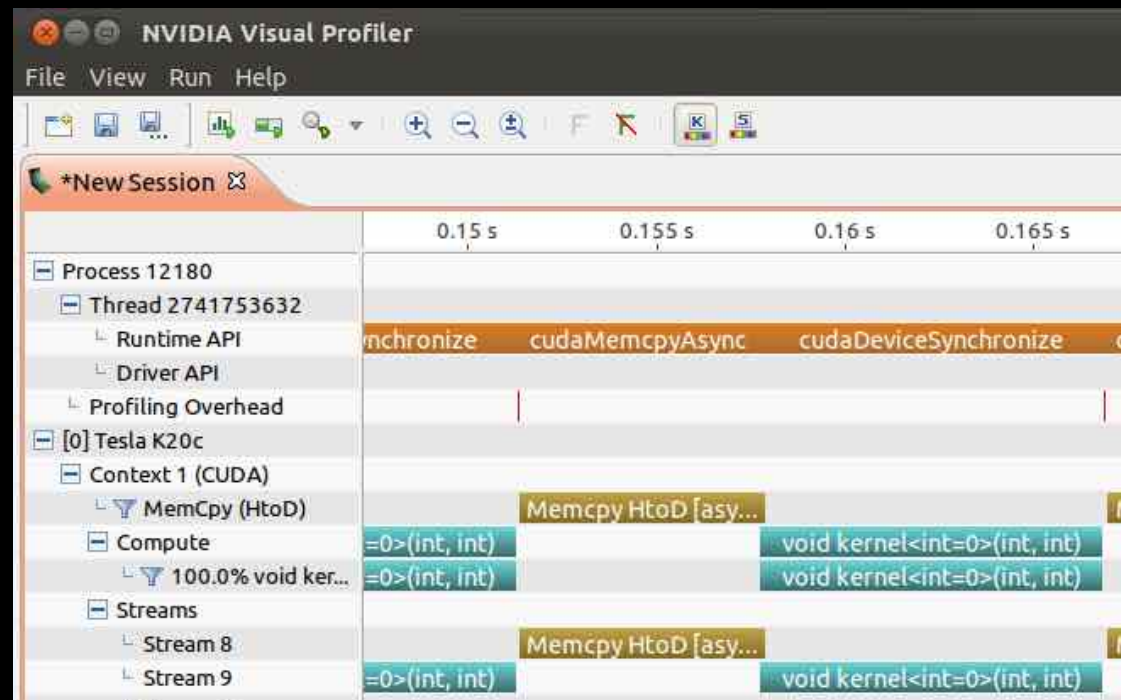 NVIDIA Visual Profiler
File View Run Help
K S
*New Session
0.15 s 0.155 s 0.16 s 0.165 s
Process 12180
Thread 2741753632
Runtime API nchronize cudaMemcpyAsync cudaDeviceSynchronize
Driver API
Profiling Overhead
[0] Tesla K20c
Context 1 (CUDA)
MemCpy (HtoD) Memcpy HtoD [asy...
Compute =0>(int, int) void kernel<int=0>(int, int)
100.0% void ker... =0>(int, int) void kernel<int=0>(int, int)
Streams
Stream 8 Memcpy HtoD [asy...
Stream 9 =0>(int, int) void kernel<int=0>(int, int)